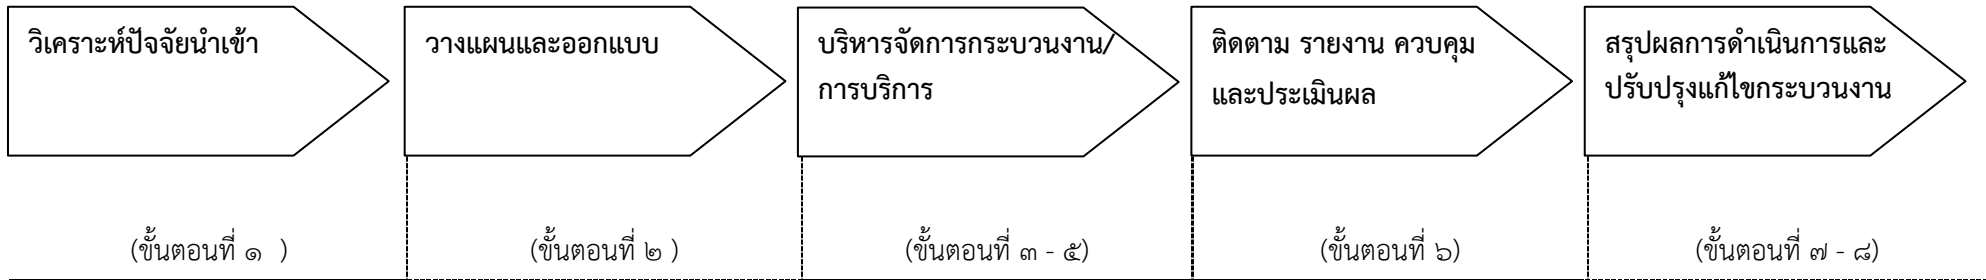 วิเคราะห์ปัจจัยนำเข้า
วางแผนและออกแบบ
บริหารจัดการกระบวนงาน/
การบริการ
ติดตาม รายงาน ควบคุม
และประเมินผล
สรุปผลการดำเนินการและ
ปรับปรุงแก้ไขกระบวนงาน
(ขั้นตอนที่ ๑ )
(ขั้นตอนที่ ๒ )
(ขั้นตอนที่ ๓ - ๕)
(ขั้นตอนที่ ๖)
(ขั้นตอนที่ ๗ - ๘)